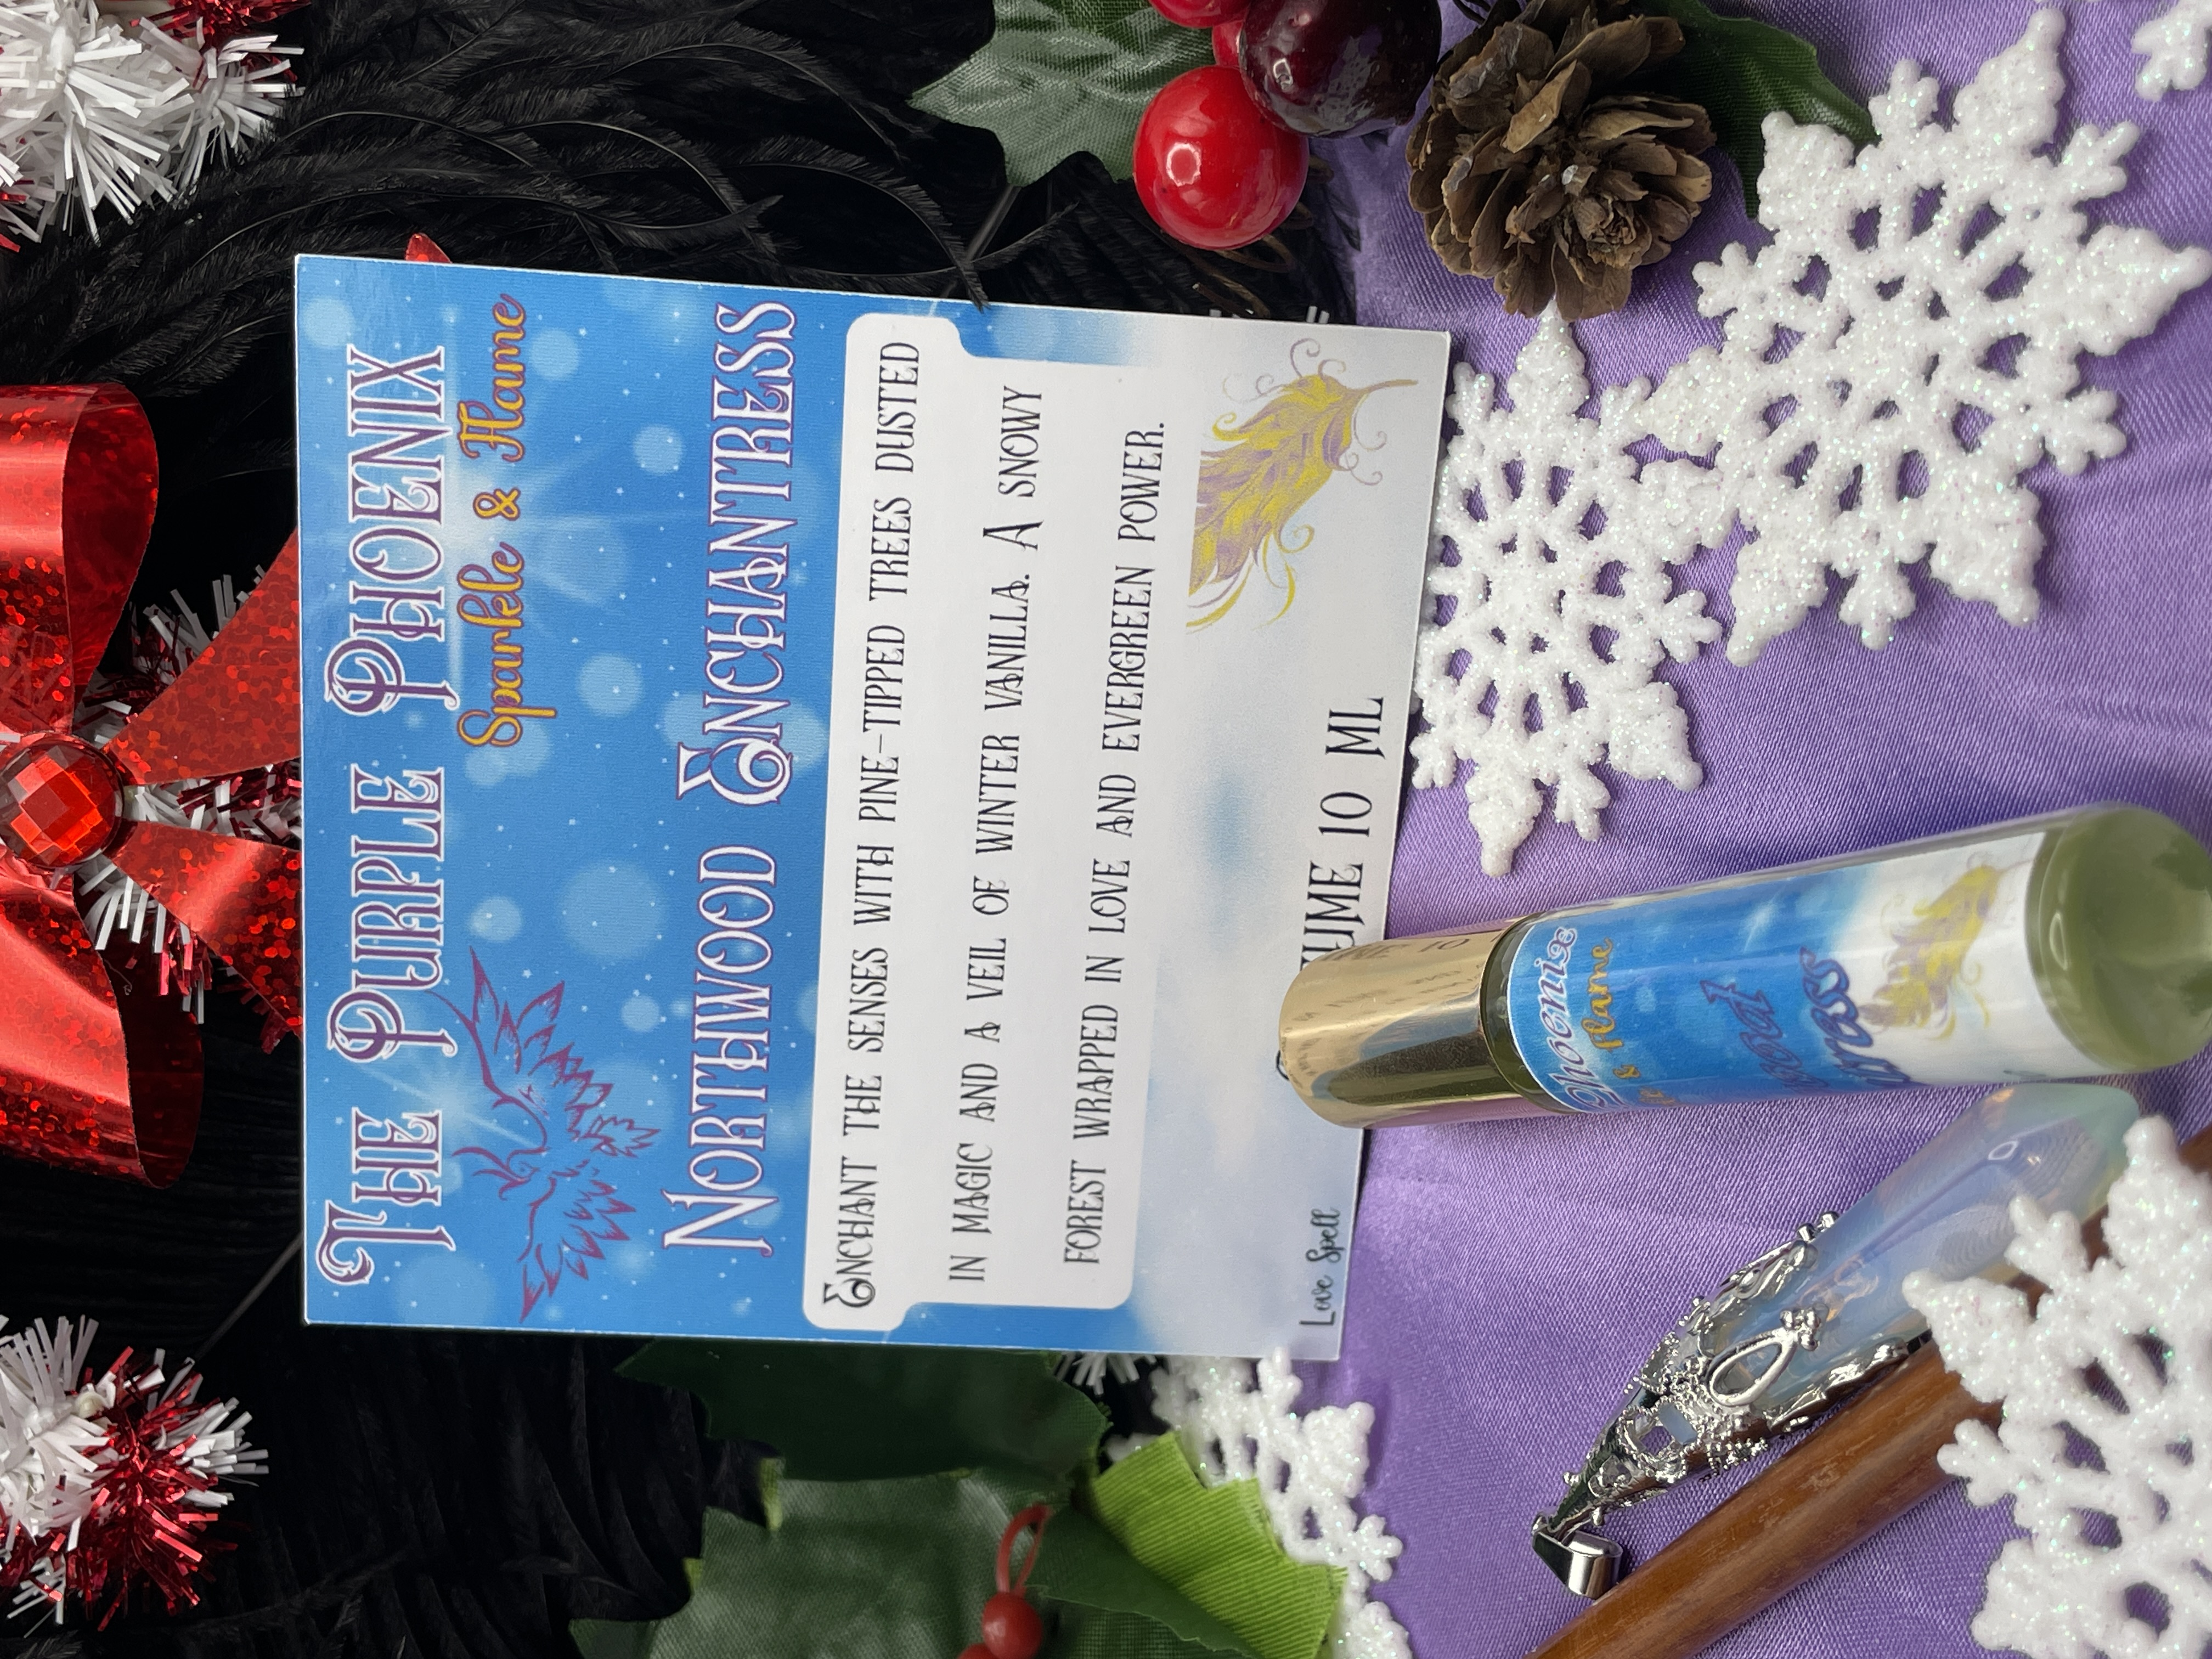 The Purple Phoenix
Sparkle & Flame
Northwood Enchantress
Enchant the senses with pine-tipped trees dusted
in magic and a veil of winter vanilla. A snowy
forest wrapped in love and evergreen power.
Love Spell
10 ml
Phoenix
& Flame